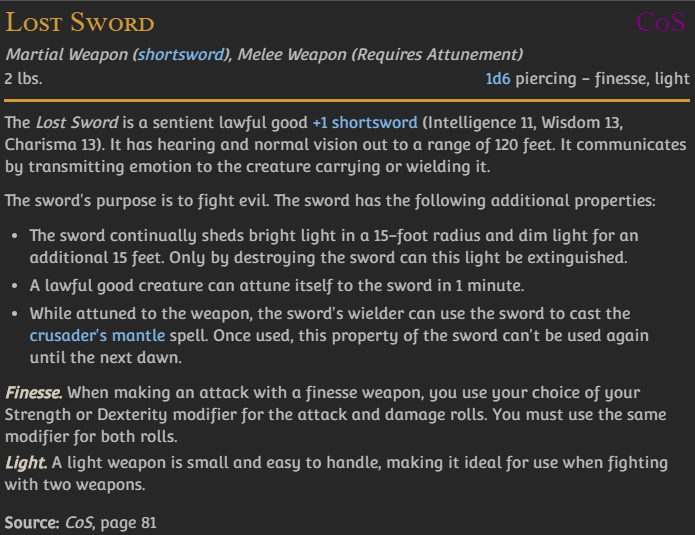 Lost Sword CoS
Martial Weapon (shortsword), Melee Weapon (Requires Attunement)
2 lbs. 1d6 piercing - finesse, light
The Lost Sword is a sentient lawful good +1 shortsword (Intelligence 11, Wisdom 13,
Charisma 13). It has hearing and normal vision out to a range of 120 feet. It communicates
by transmitting emotion to the creature carrying or wielding it.
The sword's purpose is to fight evil. The sword has the following additional properties:
• The sword continually sheds bright light in a 15-foot radius and dim light for an
additional 15 feet. Only by destroying the sword can this light be extinguished.
• A lawful good creature can attune itself to the sword in 1 minute.
• While attuned to the weapon, the sword's wielder can use the sword to cast the
crusader's mantle spell. Once used, this property of the sword can't be used again
until the next dawn.
Finesse. When making an attack with a finesse weapon, you use your choice of your
Strength or Dexterity modifier for the attack and damage rolls. You must use the same
modifier for both rolls.
Light. A light weapon is small and easy to handle, making it ideal for use when fighting
with two weapons.
Source: CoS, page 81